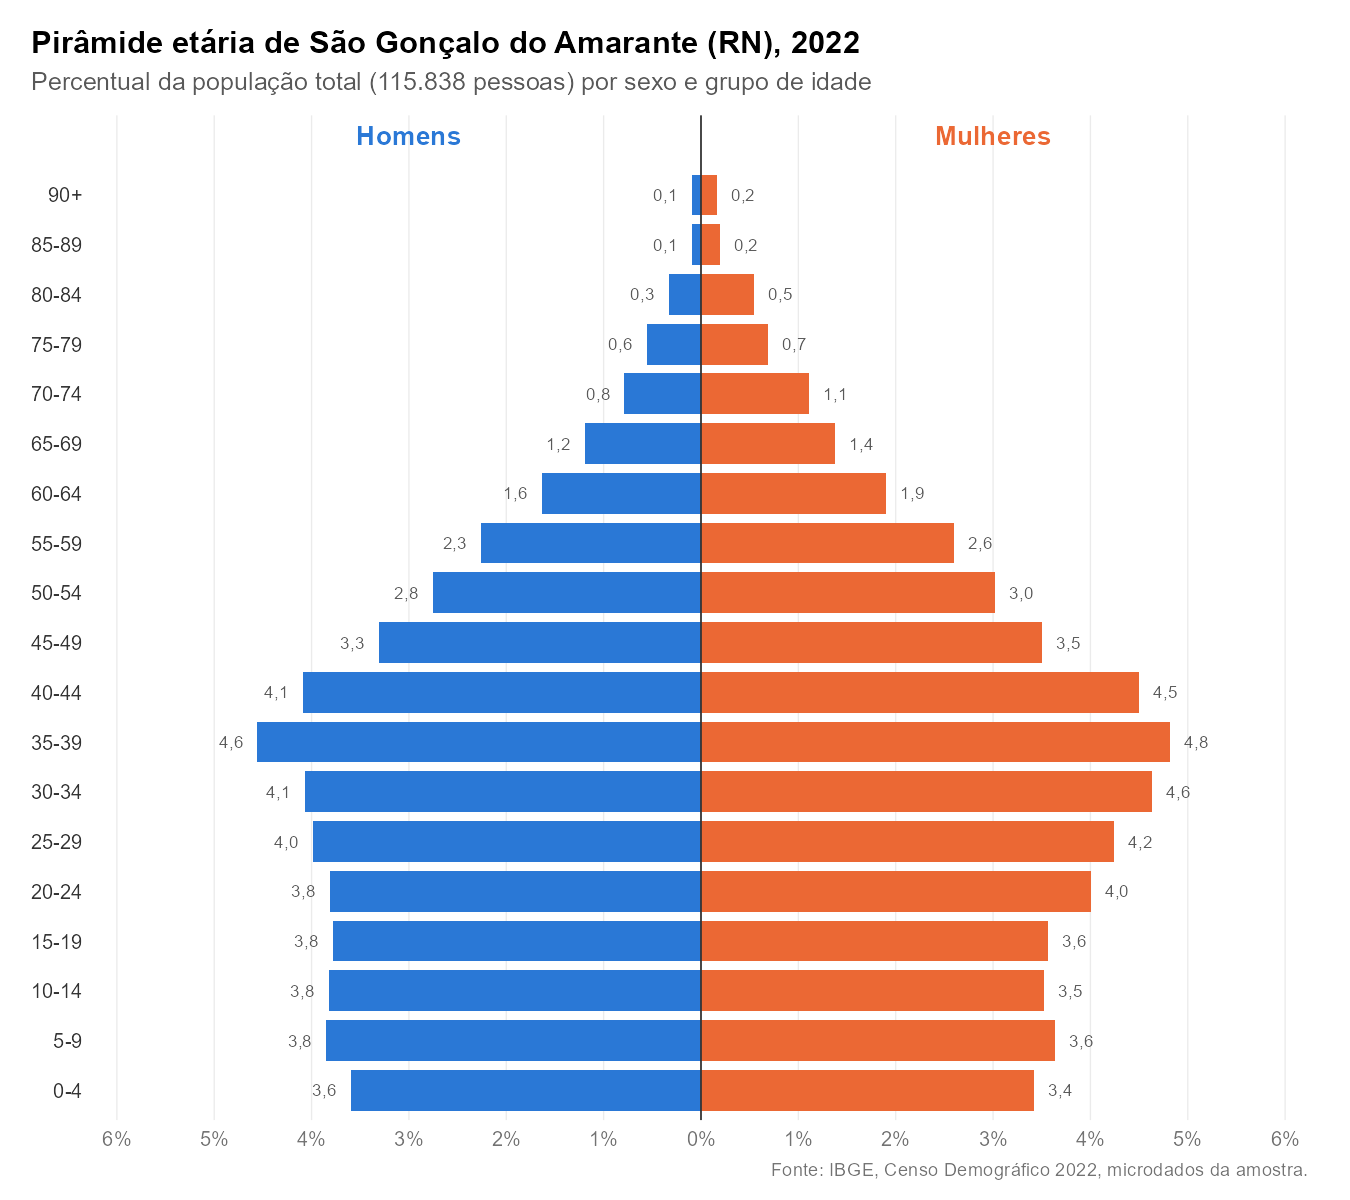 Pirâmide etária de São Gonçalo do Amarante (RN), 2022
Percentual da população total (115.838 pessoas) por sexo e grupo de idade
Homens Mulheres
90+ 0,1 0,2
85-89 0,1 0,2
80-84 0,3 0,5
75-79 0,6 0,7
70-74 0,8 1,1
65-69 1,2 1,4
60-64 1,6 1,9
55-59 2,3 2,6
50-54 2,8 3,0
45-49 3,3 3,5
40-44 4,1 4,5
35-39 4,6 4,8
30-34 4,1 4,6
25-29 4,0 4,2
20-24 3,8 4,0
15-19 3,8 3,6
10-14 3,8 3,5
5-9 3,8 3,6
0-4 3,6 3,4
6% 5% 4% 3% 2% 1% 0% 1% 2% 3% 4% 5% 6%
Fonte: IBGE, Censo Demográfico 2022, microdados da amostra.